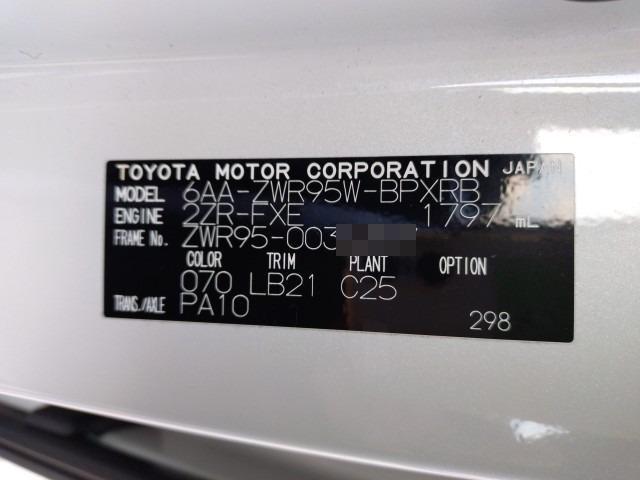 TOYOTA MOTOR CORPORATION JAPAN
MODEL 6AA-ZWR95W-BPXRB
ENGINE 2ZR-FXE 1797 mL
FRAME No. ZWR95-003
COLOR TRIM PLANT OPTION
070 LB21 C25
TRANS./AXLE PA10
298